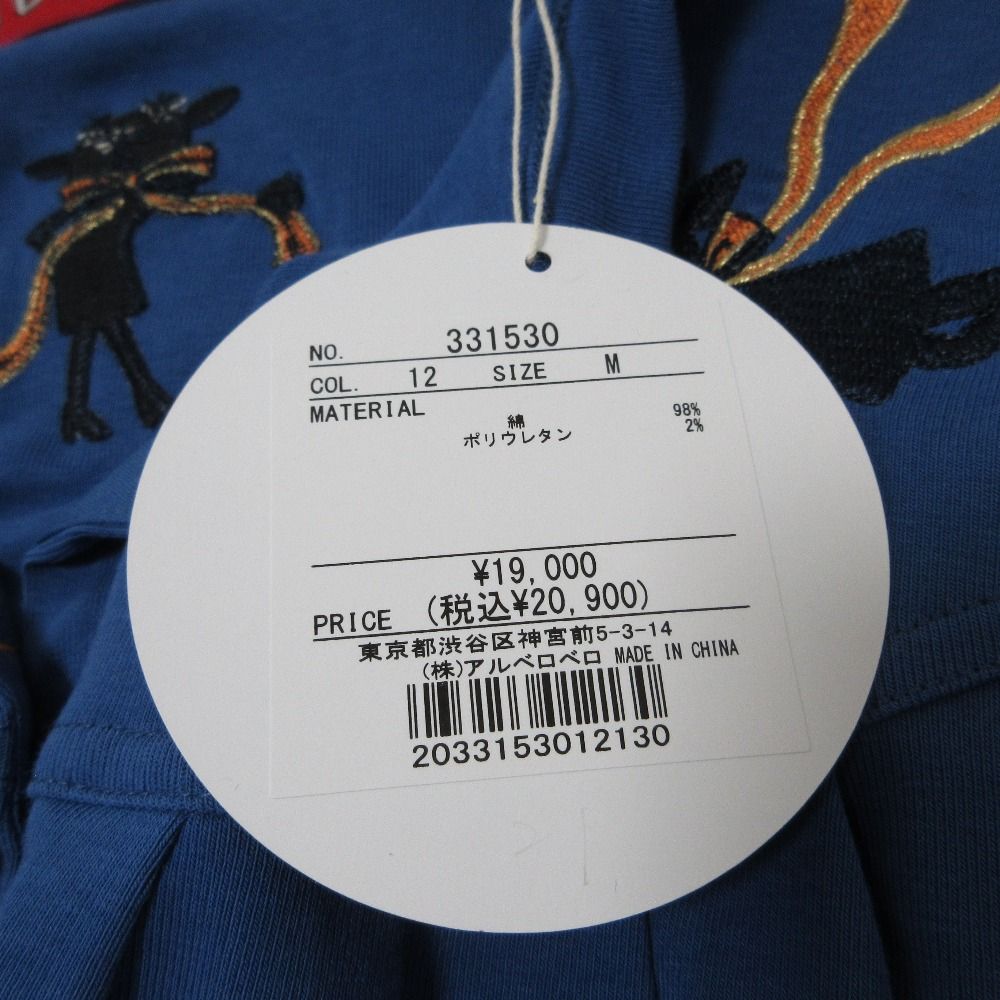 NO. 331530
COL. 12 SIZE M
MATERIAL
綿 98%
ポリウレタン 2%
¥19,000
PRICE (税込¥20,900)
東京都渋谷区神宮前5-3-14
(株)アルベロベロ MADE IN CHINA
2033153012130